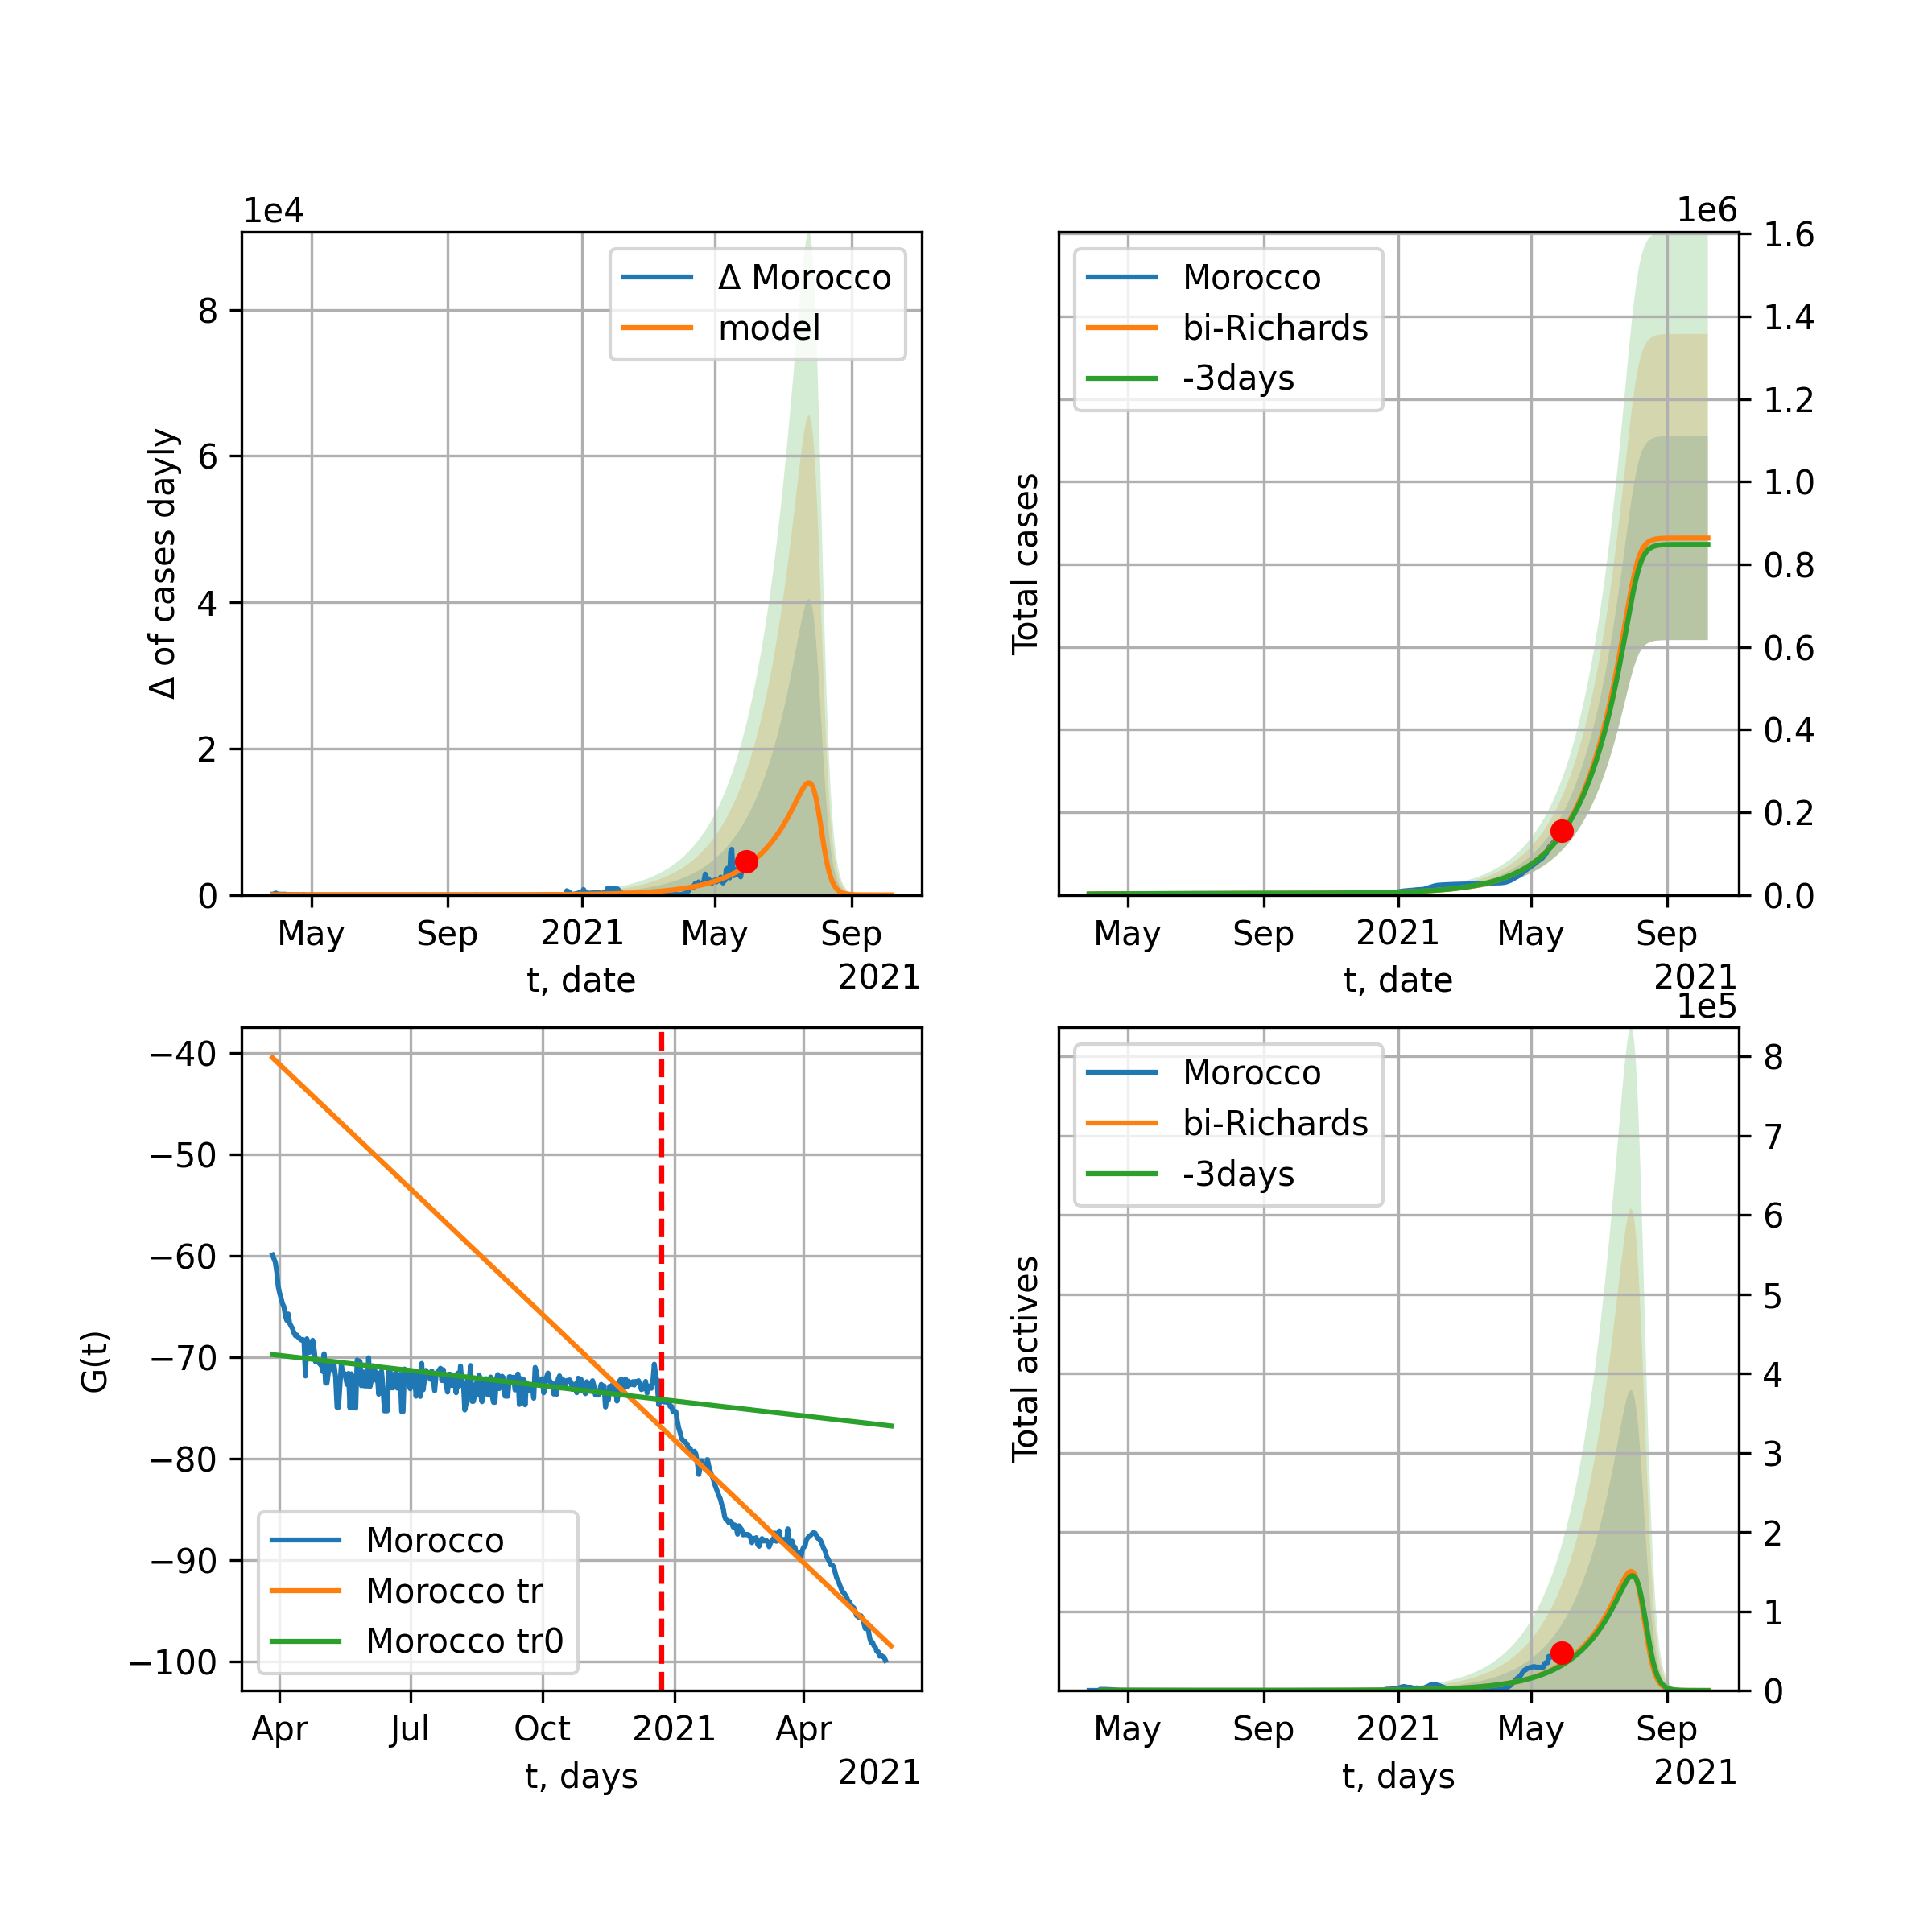 1e4
Δ Morocco
model
8
6
4
2
0
Δ of cases dayly
May Sep 2021 May Sep
t, date
2021
1e6
Morocco
bi-Richards
-3days
1.6
1.4
1.2
1.0
0.8
0.6
0.4
0.2
0.0
Total cases
May Sep 2021 May Sep
t, date
2021
−40
−50
−60
−70
−80
−90
−100
G(t)
Morocco
Morocco tr
Morocco tr0
Apr Jul Oct 2021 Apr
t, days
2021
1e5
Morocco
bi-Richards
-3days
8
7
6
5
4
3
2
1
0
Total actives
May Sep 2021 May Sep
t, days
2021